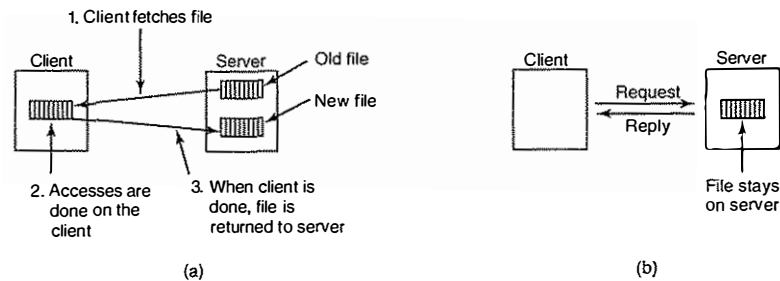 1. Client fetches file
Client
Server
Old file
New file
2. Accesses are
done on the
client
3. When client is
done, file is
returned to server
(a)
Client
Server
Request
Reply
File stays
on server
(b)